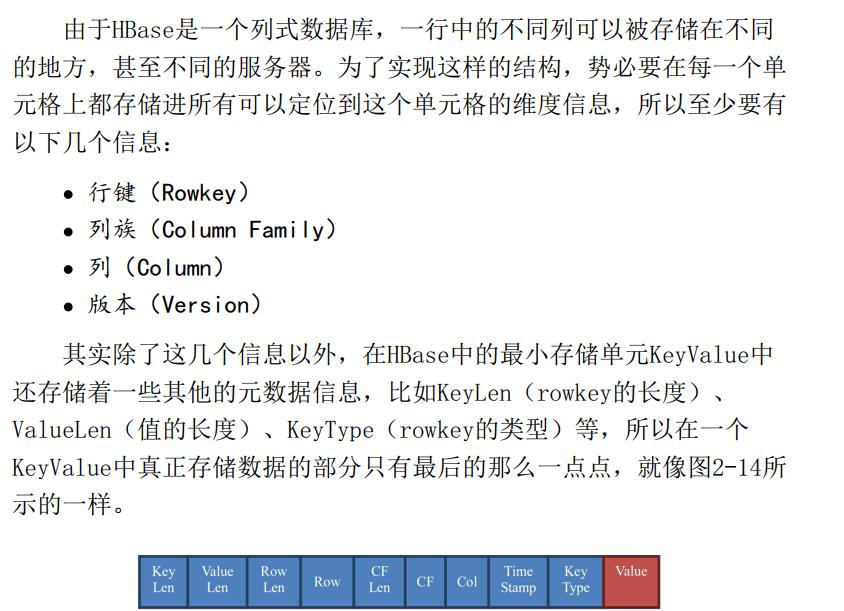 由于HBase是一个列式数据库，一行中的不同列可以被存储在不同
的地方，甚至不同的服务器。为了实现这样的结构，势必要在每一个单
元格上都存储进所有可以定位到这个单元格的维度信息，所以至少要有
以下几个信息：
● 行键（Rowkey）
● 列族（Column Family）
● 列（Column）
● 版本（Version）
其实除了这几个信息以外，在HBase中的最小存储单元KeyValue中
还存储着一些其他的元数据信息，比如KeyLen（rowkey的长度）、
ValueLen（值的长度）、KeyType（rowkey的类型）等，所以在一个
KeyValue中真正存储数据的部分只有最后的那么一点点，就像图2-14所
示的一样。
Key Len
Value Len
Row Len
Row
CF Len
CF
Col
Time Stamp
Key Type
Value